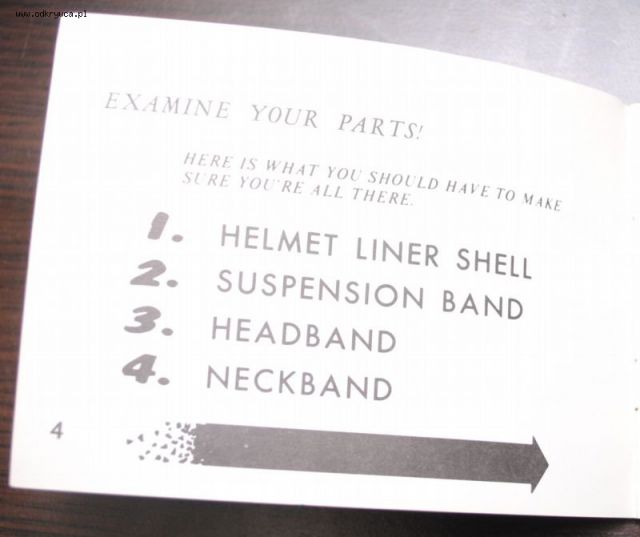 www.odkrywca.pl
EXAMINE YOUR PARTS!
HERE IS WHAT YOU SHOULD HAVE TO MAKE
SURE YOU'RE ALL THERE.
1. HELMET LINER SHELL
2. SUSPENSION BAND
3. HEADBAND
4. NECKBAND
4